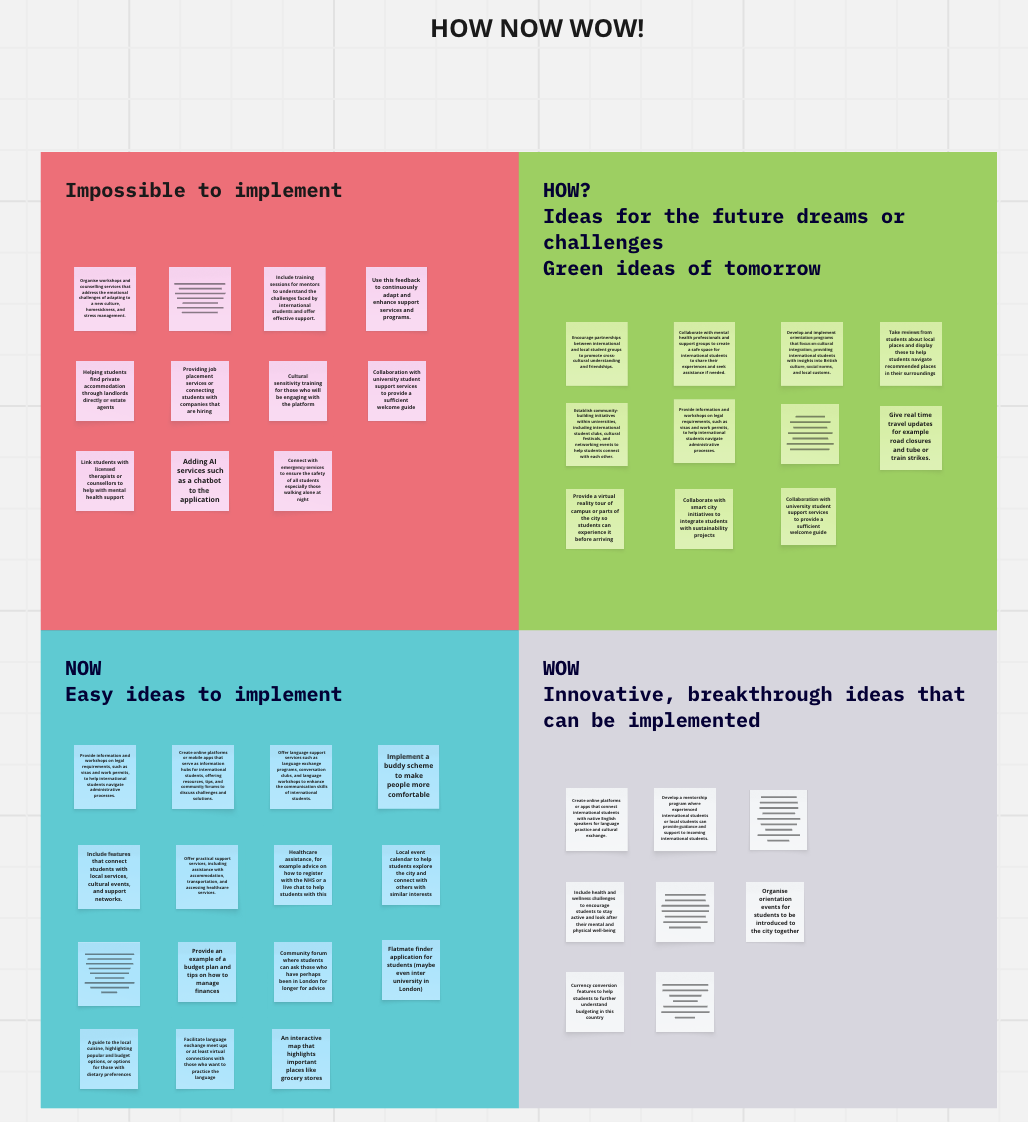 HOW NOW WOW!
Impossible to implement
Organise workshops and
counselling services that
address the emotional
challenges of adapting to
a new culture,
homesickness, and
stress management.
Include training
sessions for mentors
to understand the
challenges faced by
international
students and offer
effective support.
Use this feedback
to continuously
adapt and
enhance support
services and
programs.
Helping students
find private
accommodation
through landlords
directly or estate
agents
Providing job
placement
services or
connecting
students with
companies that
are hiring
Cultural
sensitivity training
for those who will
be engaging with
the platform
Collaboration with
university student
support services
to provide a
sufficient
welcome guide
Link students with
licensed
therapists or
counsellors to
help with mental
health support
Adding AI
services such
as a chatbot
to the
application
Connect with
emergency services
to ensure the safety
of all students
especially those
walking alone at
night
HOW?
Ideas for the future dreams or
challenges
Green ideas of tomorrow
Encourage partnerships
between international
and local student groups
to promote cross-
cultural understanding
and friendships.
Collaborate with mental
health professionals and
support groups to create
a safe space for
international students
to share their
experiences and seek
assistance if needed.
Develop and implement
orientation programs
that focus on cultural
integration, providing
international students
with insights into British
culture, social norms,
and local customs.
Take reviews from
students about local
places and display
these to help
students navigate
recommended places
in their surroundings
Establish community-
building initiatives
within universities,
including international
student clubs, cultural
festivals, and
networking events to
help students connect
with each other.
Provide information and
workshops on legal
requirements, such as
visas and work permits,
to help international
students navigate
administrative
processes.
Give real time
travel updates
for example
road closures
and tube or
train strikes.
Provide a virtual
reality tour of
campus or parts of
the city so
students can
experience it
before arriving
Collaborate with
smart city
initiatives to
integrate students
with sustainability
projects
Collaboration with
university student
support services
to provide a
sufficient
welcome guide
NOW
Easy ideas to implement
Provide information and
workshops on legal
requirements, such as
visas and work permits,
to help international
students navigate
administrative
processes.
Create online platforms
or mobile apps that
serve as information
hubs for international
students, offering
resources, tips, and
community forums to
discuss challenges and
solutions.
Offer language support
services such as
language exchange
programs, conversation
clubs, and language
workshops to enhance
the communication skills
of international
students.
Implement a
buddy scheme
to make
people more
comfortable
Include features
that connect
students with
local services,
cultural events,
and support
networks.
Offer practical support
services, including
assistance with
accommodation,
transportation, and
accessing healthcare
services.
Healthcare
assistance, for
example advice on
how to register
with the NHS or a
live chat to help
students with this
Local event
calendar to help
students explore
the city and
connect with
others with
similar interests
Provide an
example of a
budget plan and
tips on how to
manage
finances
Community forum
where students
can ask those who
have perhaps
been in London for
longer for advice
Flatmate finder
application for
students (maybe
even inter
university in
London)
A guide to the local
cuisine, highlighting
popular and budget
options, or options
for those with
dietary preferences
Facilitate language
exchange meet ups
or at least virtual
connections with
those who want to
practice the
language
An interactive
map that
highlights
important
places like
grocery stores
WOW
Innovative, breakthrough ideas that
can be implemented
Create online platforms
or apps that connect
international students
with native English
speakers for language
practice and cultural
exchange.
Develop a mentorship
program where
experienced
international students
or local students can
provide guidance and
support to incoming
international students.
Include health and
wellness challenges
to encourage
students to stay
active and look after
their mental and
physical well-being
Organise
orientation
events for
students to be
introduced to
the city together
Currency conversion
features to help
students to further
understand
budgeting in this
country